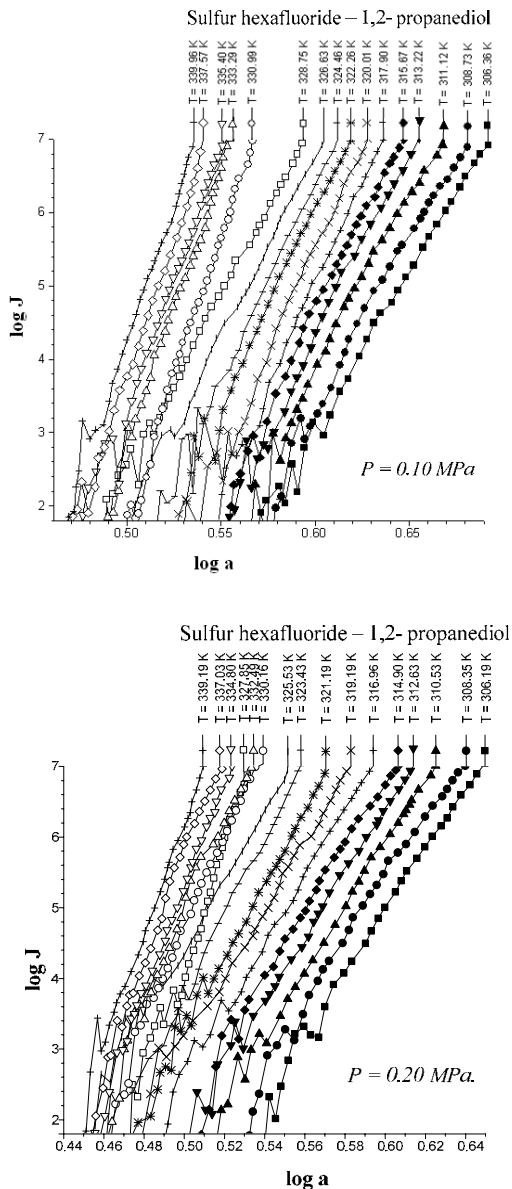 Sulfur hexafluoride – 1,2- propanediol
T = 339.96 K
T = 337.57 K
T = 335.40 K
T = 333.29 K
T = 330.99 K
T = 328.75 K
T = 326.63 K
T = 324.46 K
T = 322.26 K
T = 320.01 K
T = 317.90 K
T = 315.67 K
T = 313.22 K
T = 311.12 K
T = 308.73 K
T = 306.36 K
7
6
5
4
3
2
log J
P = 0.10 MPa
0.50 0.55 0.60 0.65
log a
Sulfur hexafluoride – 1,2- propanediol
T = 339.19 K
T = 337.03 K
T = 334.80 K
T = 327.85 K
T = 330.16 K
T = 325.53 K
T = 323.43 K
T = 321.19 K
T = 319.19 K
T = 316.96 K
T = 314.90 K
T = 312.63 K
T = 310.53 K
T = 308.35 K
T = 306.19 K
7
6
5
4
3
2
log J
P = 0.20 MPa.
0.44 0.46 0.48 0.50 0.52 0.54 0.56 0.58 0.60 0.62 0.64
log a